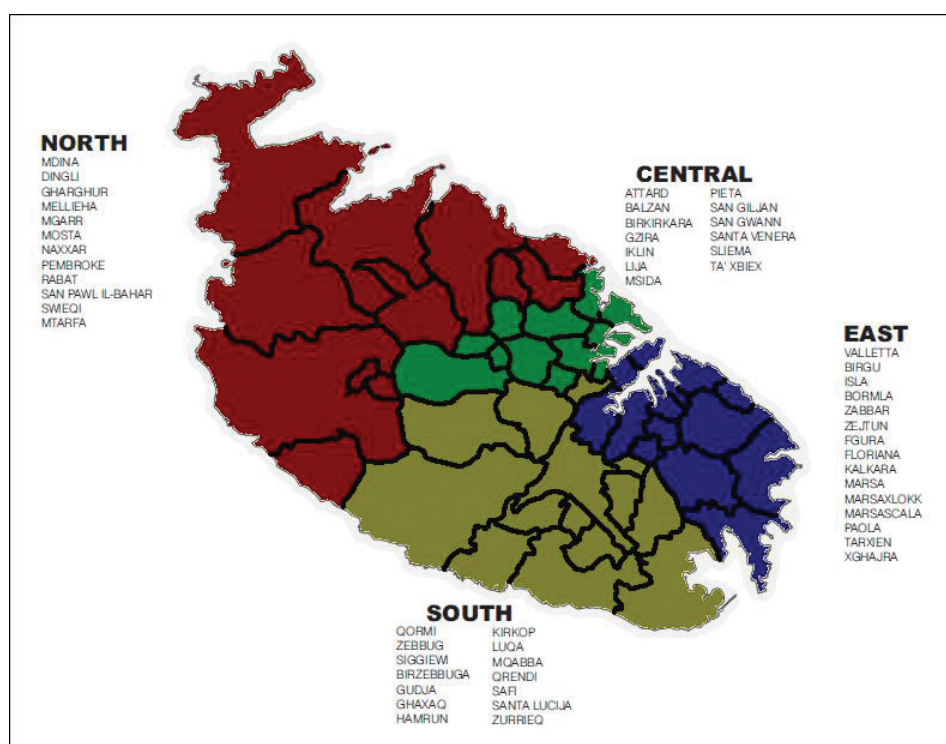 NORTH
MDINA
DINGLI
GHARGHUR
MELLIEHA
MGARR
MOSTA
NAXXAR
PEMBROKE
RABAT
SAN PAWL IL-BAHAR
SWIEQI
MTARFA
CENTRAL
ATTARD
BALZAN
BIRKIRKARA
GZIRA
IKLIN
LIJA
MSIDA
PIETA
SAN GILJAN
SAN GWANN
SANTA VENERA
SLIEMA
TA' XBIEX
EAST
VALLETTA
BIRGU
ISLA
BORMLA
ZABBAR
ZEJTUN
FGURA
FLORIANA
KALKARA
MARSA
MARSAXLOKK
MARSASCALA
PAOLA
TARXIEN
XGHAJRA
SOUTH
QORMI
ZEBBUG
SIGGIEWI
BIRZEBBUGA
GUDJA
GHAXAQ
HAMRUN
KIRKOP
LUQA
MQABBA
QRENDI
SAFI
SANTA LUCIJA
ZURRIEQ